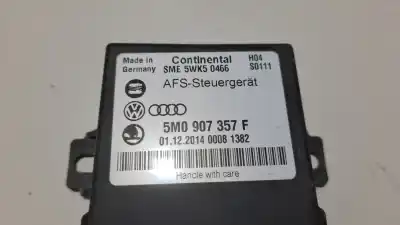 Made in Germany
Continental
SME 5WK5 0466
H04
S0111
AFS-Steuergerät
5M0 907 357 F
01.12.2014 0008 1382
Handle with care